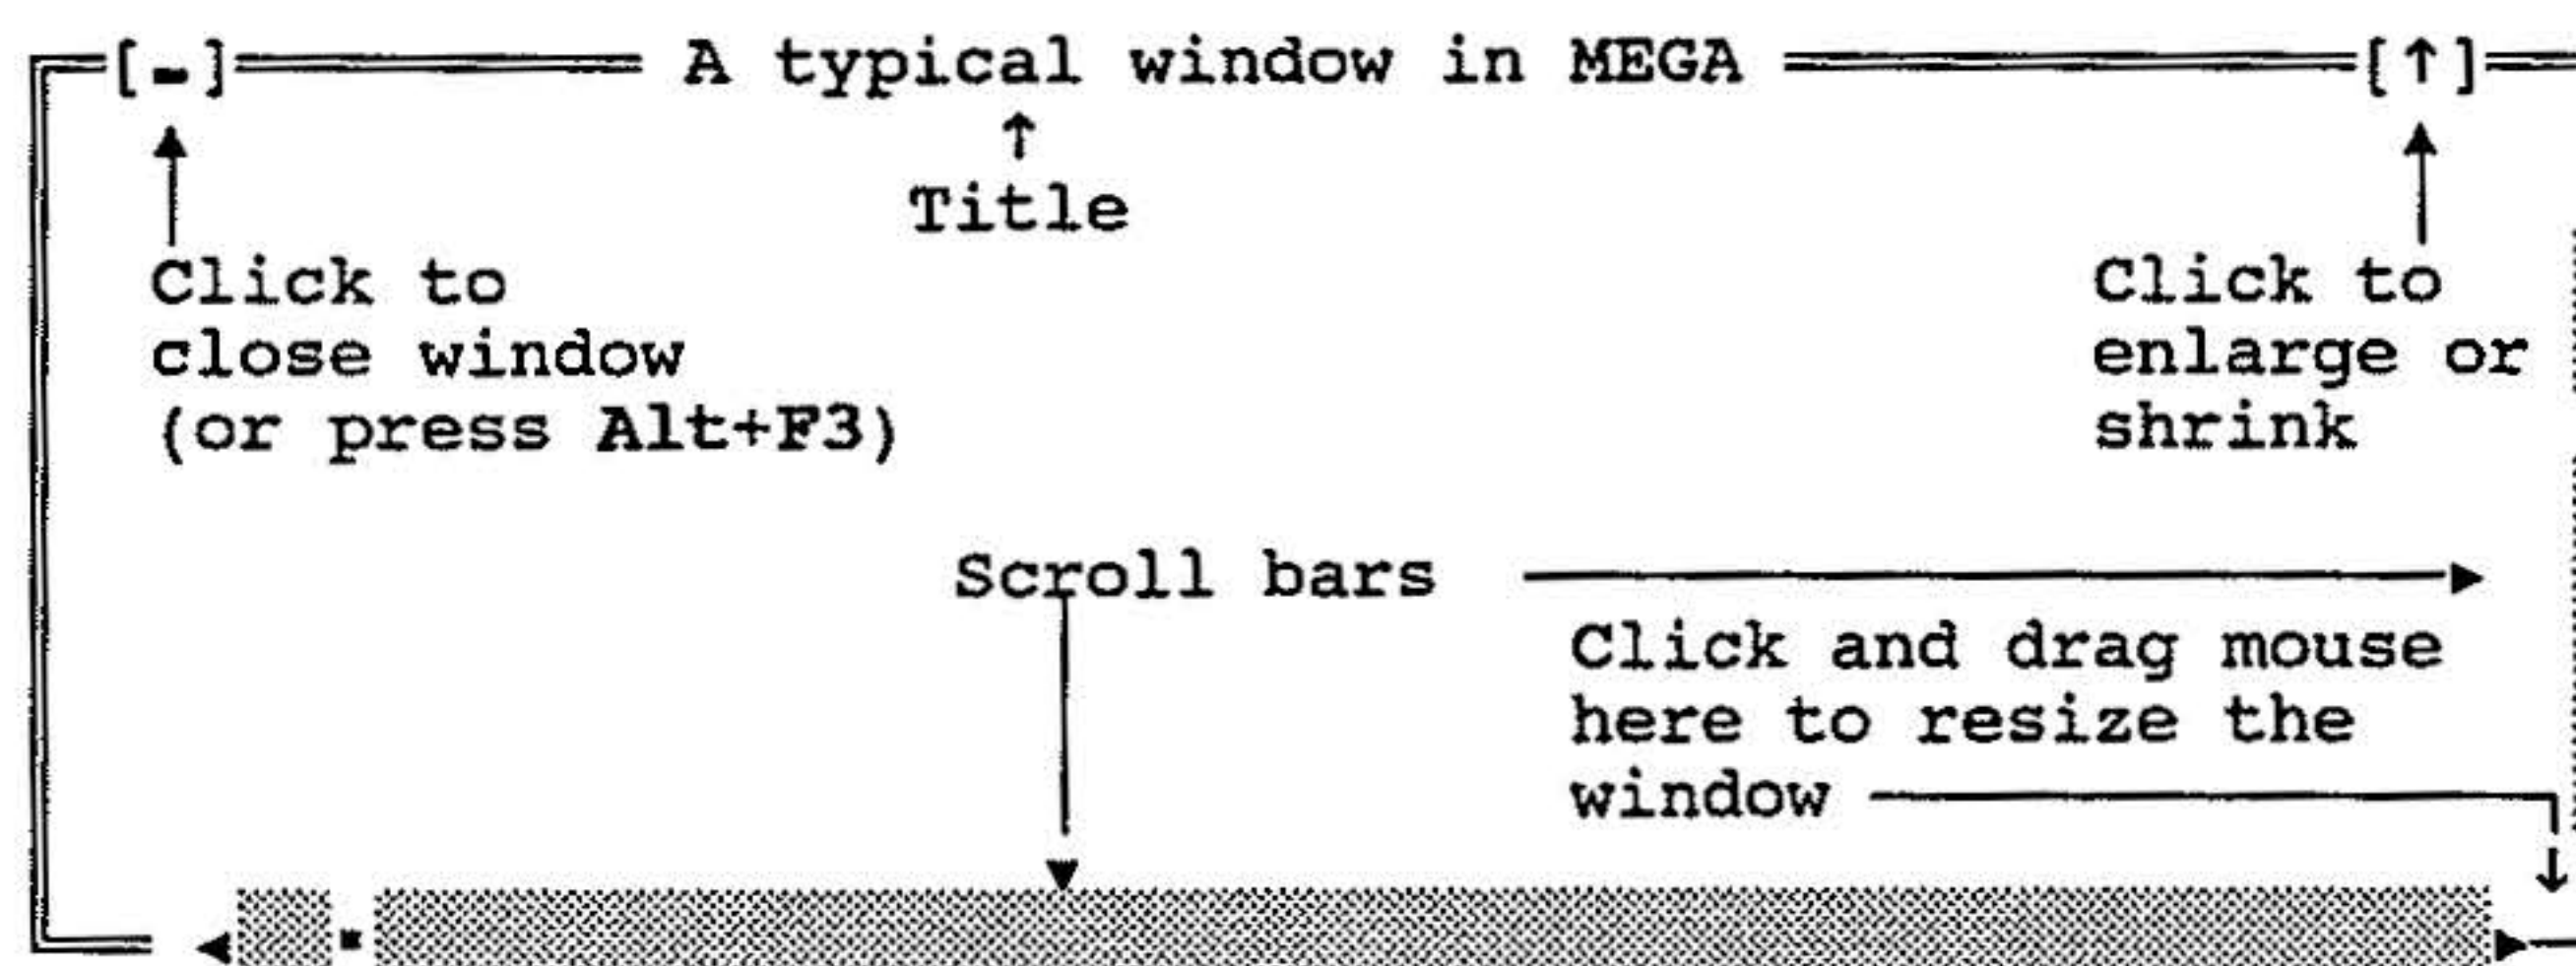 [-] A typical window in MEGA [↑]
↑
Title
Click to
close window
(or press Alt+F3)
Click to
enlarge or
shrink
Scroll bars
Click and drag mouse
here to resize the
window